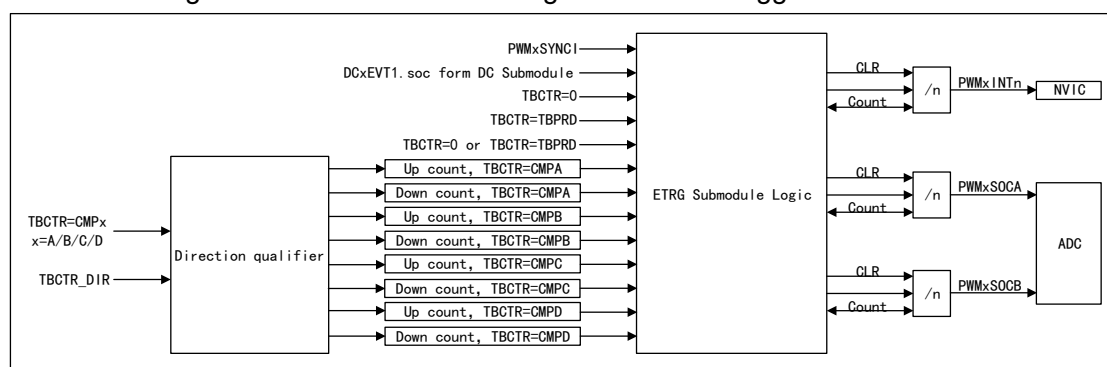 PWMxSYNCI
DCxEVT1.soc form DC Submodule
TBCTR=0
TBCTR=TBPRD
TBCTR=0 or TBCTR=TBPRD
TBCTR=CMPx
x=A/B/C/D
TBCTR_DIR
Direction qualifier
Up count, TBCTR=CMPA
Down count, TBCTR=CMPA
Up count, TBCTR=CMPB
Down count, TBCTR=CMPB
Up count, TBCTR=CMPC
Down count, TBCTR=CMPC
Up count, TBCTR=CMPD
Down count, TBCTR=CMPD
ETRG Submodule Logic
CLR
Count
/n
PWMxINTn
NVIC
CLR
Count
/n
PWMxSOCA
CLR
Count
/n
PWMxSOCB
ADC